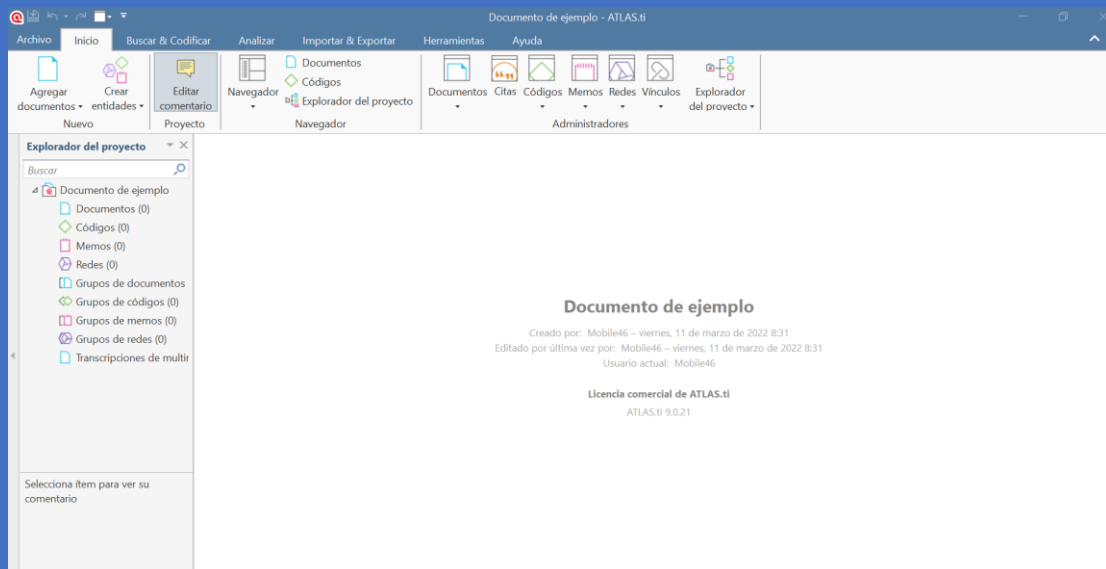 Documento de ejemplo - ATLAS.ti
Archivo Inicio Buscar & Codificar Analizar Importar & Exportar Herramientas Ayuda
Agregar documentos
Crear entidades
Nuevo
Editar comentario
Proyecto
Navegador
Documentos
Códigos
Explorador del proyecto
Navegador
Documentos Citas Códigos Memos Redes Vínculos
Explorador del proyecto
Administradores
Explorador del proyecto
Buscar
Documento de ejemplo
Documentos (0)
Códigos (0)
Memos (0)
Redes (0)
Grupos de documentos
Grupos de códigos (0)
Grupos de memos (0)
Grupos de redes (0)
Transcripciones de multir
Selecciona ítem para ver su
comentario
Documento de ejemplo
Creado por: Mobile46 – viernes, 11 de marzo de 2022 8:31
Editado por última vez por: Mobile46 – viernes, 11 de marzo de 2022 8:31
Usuario actual: Mobile46
Licencia comercial de ATLAS.ti
ATLAS.ti 9.0.21